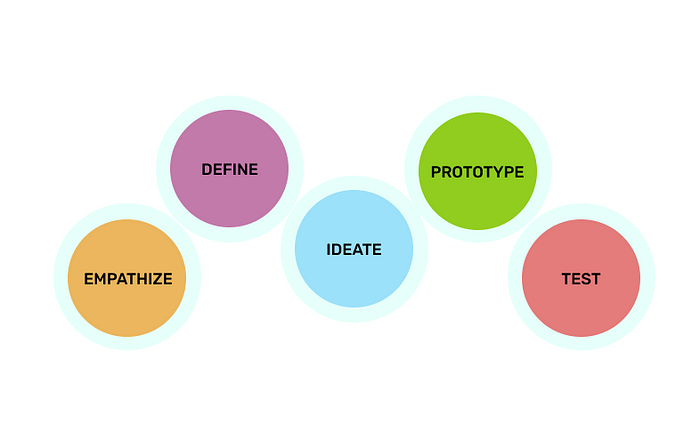 EMPATHIZE
DEFINE
IDEATE
PROTOTYPE
TEST